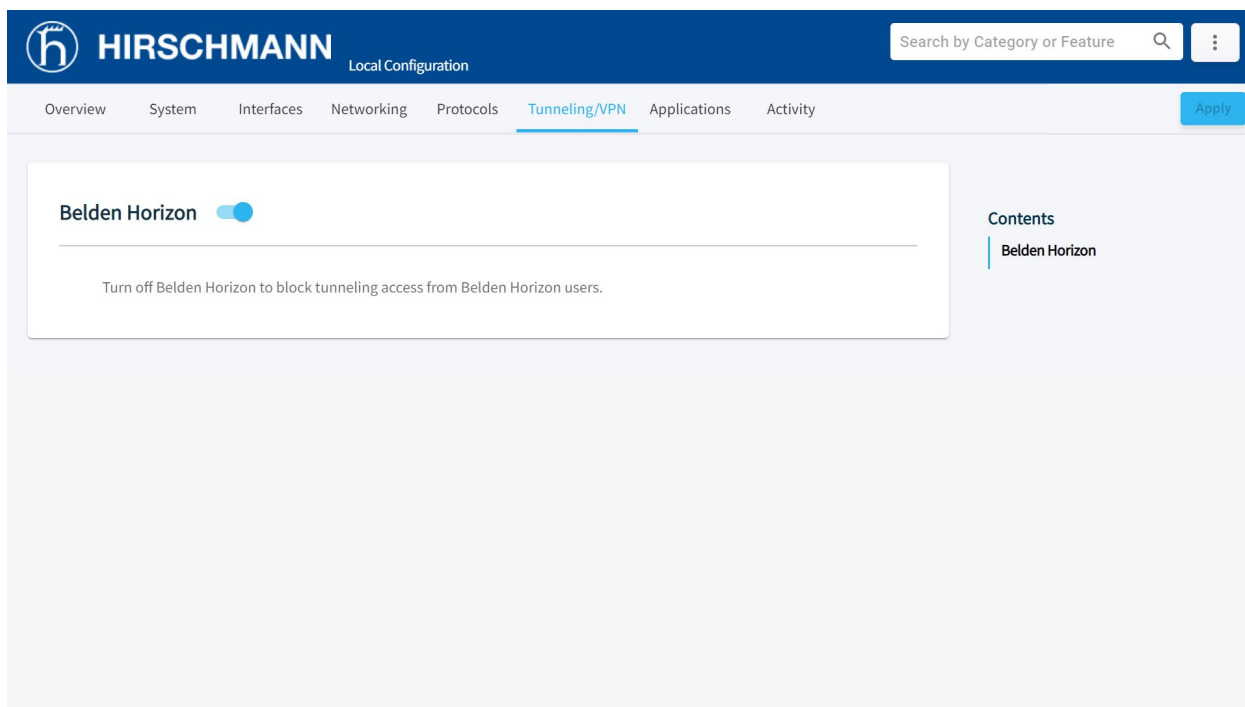 HIRSCHMANN
Local Configuration
Search by Category or Feature
Overview System Interfaces Networking Protocols Tunneling/VPN Applications Activity
Apply
Belden Horizon
Turn off Belden Horizon to block tunneling access from Belden Horizon users.
Contents
Belden Horizon